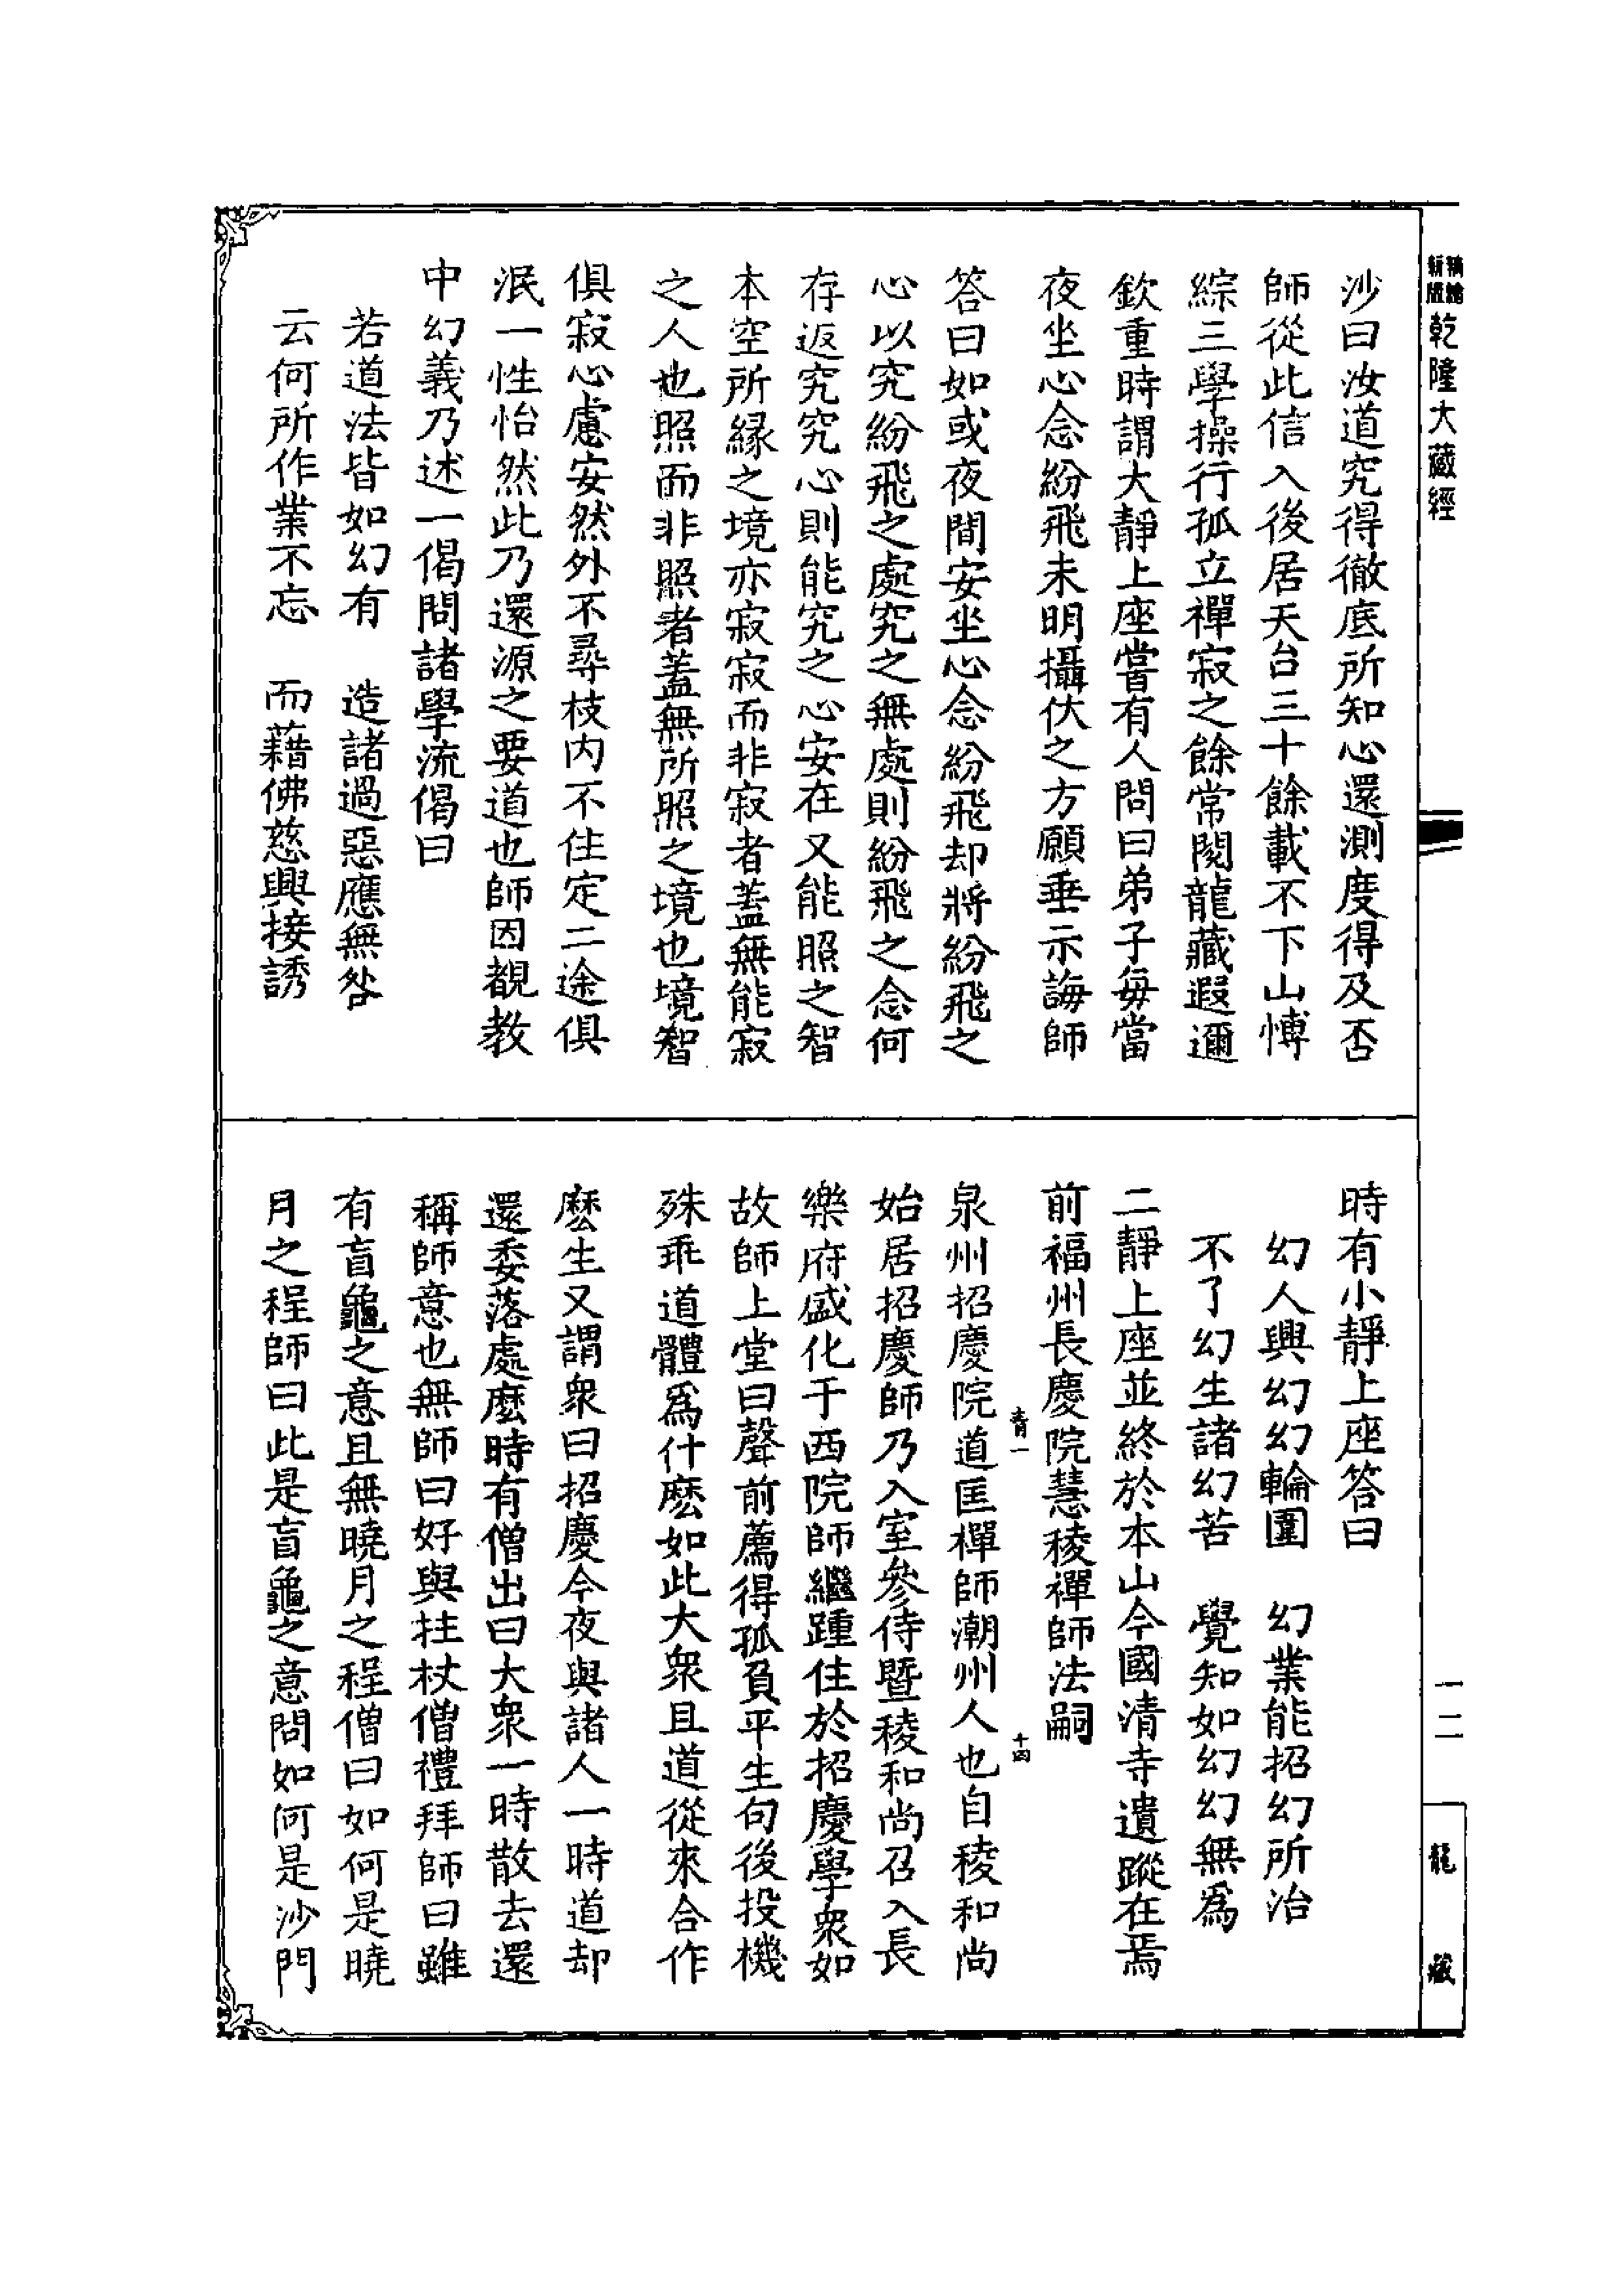 乾隆大藏經
沙曰汝道究得徹底所知心還測度得及否
師從此信入後居天台三十餘載不下山愽
綜三學操行孤立禪寂之餘常閱龍藏遐邇
欽重時謂大靜上座嘗有人問曰弟子每當
夜坐心念紛飛未明攝伏之方願垂示誨師
答曰如或夜間安坐心念紛飛却將紛飛之
心以究紛飛之處究之無處則紛飛之念何
存返究究心則能究之心安在又能照之智
本空所緣之境亦寂寂而非寂者蓋無能寂
之人也照而非照者蓋無所照之境也境智
俱寂心慮安然外不尋枝內不住定二途俱
泯一性怡然此乃還源之要道也師因覩教
中幻義乃述一偈問諸學流偈曰
若道法皆如幻有　造諸過惡應無咎
云何所作業不忘　而藉佛慈興接誘
時有小靜上座答曰
幻人興幻幻輪圍　幻業能招幻所治
不了幻生諸幻苦　覺知如幻幻無爲
二靜上座並終於本山今國清寺遺蹤在焉
前福州長慶院慧稜禪師法嗣
青一　十四
泉州招慶院道匡禪師潮州人也自稜和尚
始居招慶師乃入室參侍暨稜和尚召入長
樂府盛化于西院師繼踵住於招慶學衆如
故師上堂曰聲前薦得孤負平生句後投機
殊乖道體爲什麽如此大衆且道從來合作
麽生又謂衆曰招慶今夜與諸人一時道却
還委落處麽時有僧出曰大衆一時散去還
稱師意也無師曰好與拄杖僧禮拜師曰雖
有盲龜之意且無曉月之程僧曰如何是曉
月之程師曰此是盲龜之意問如何是沙門
一二
龍藏